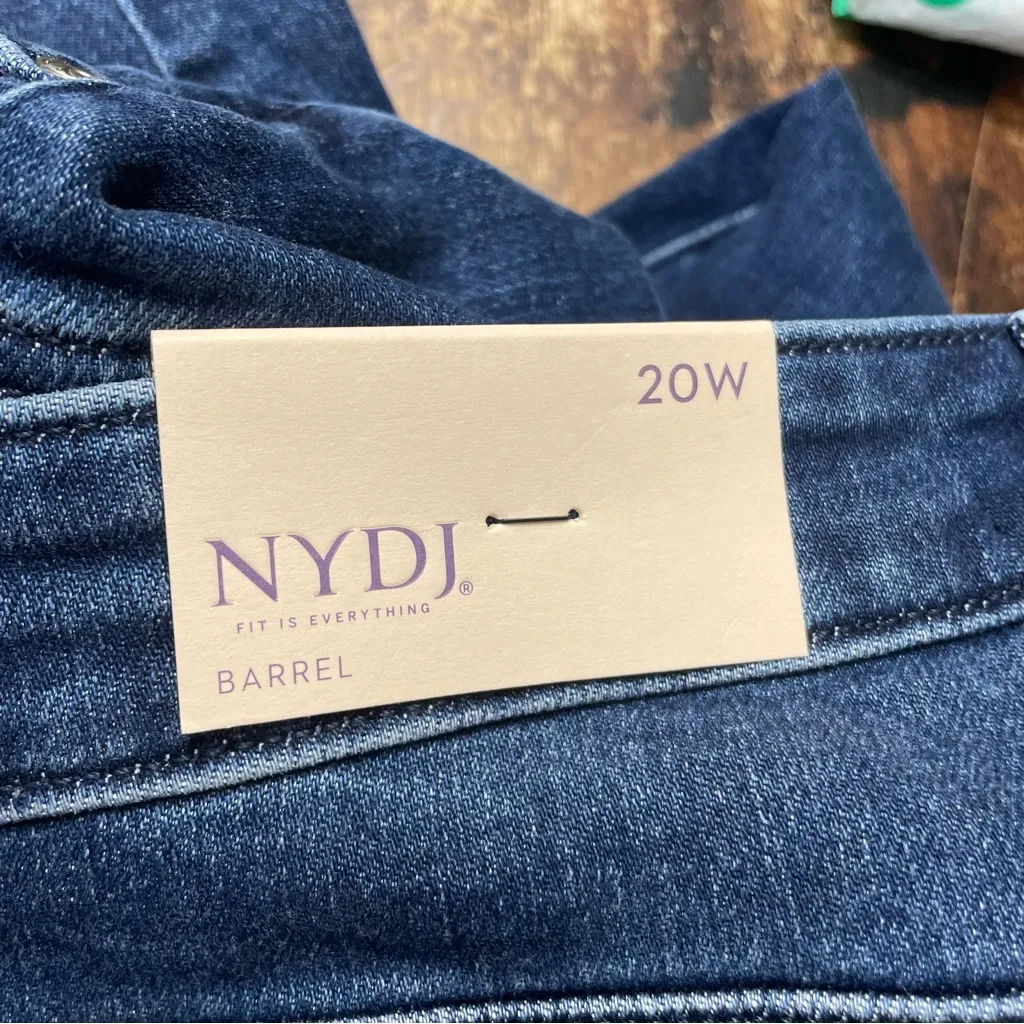 20W
NYDJ®
FIT IS EVERYTHING
BARREL